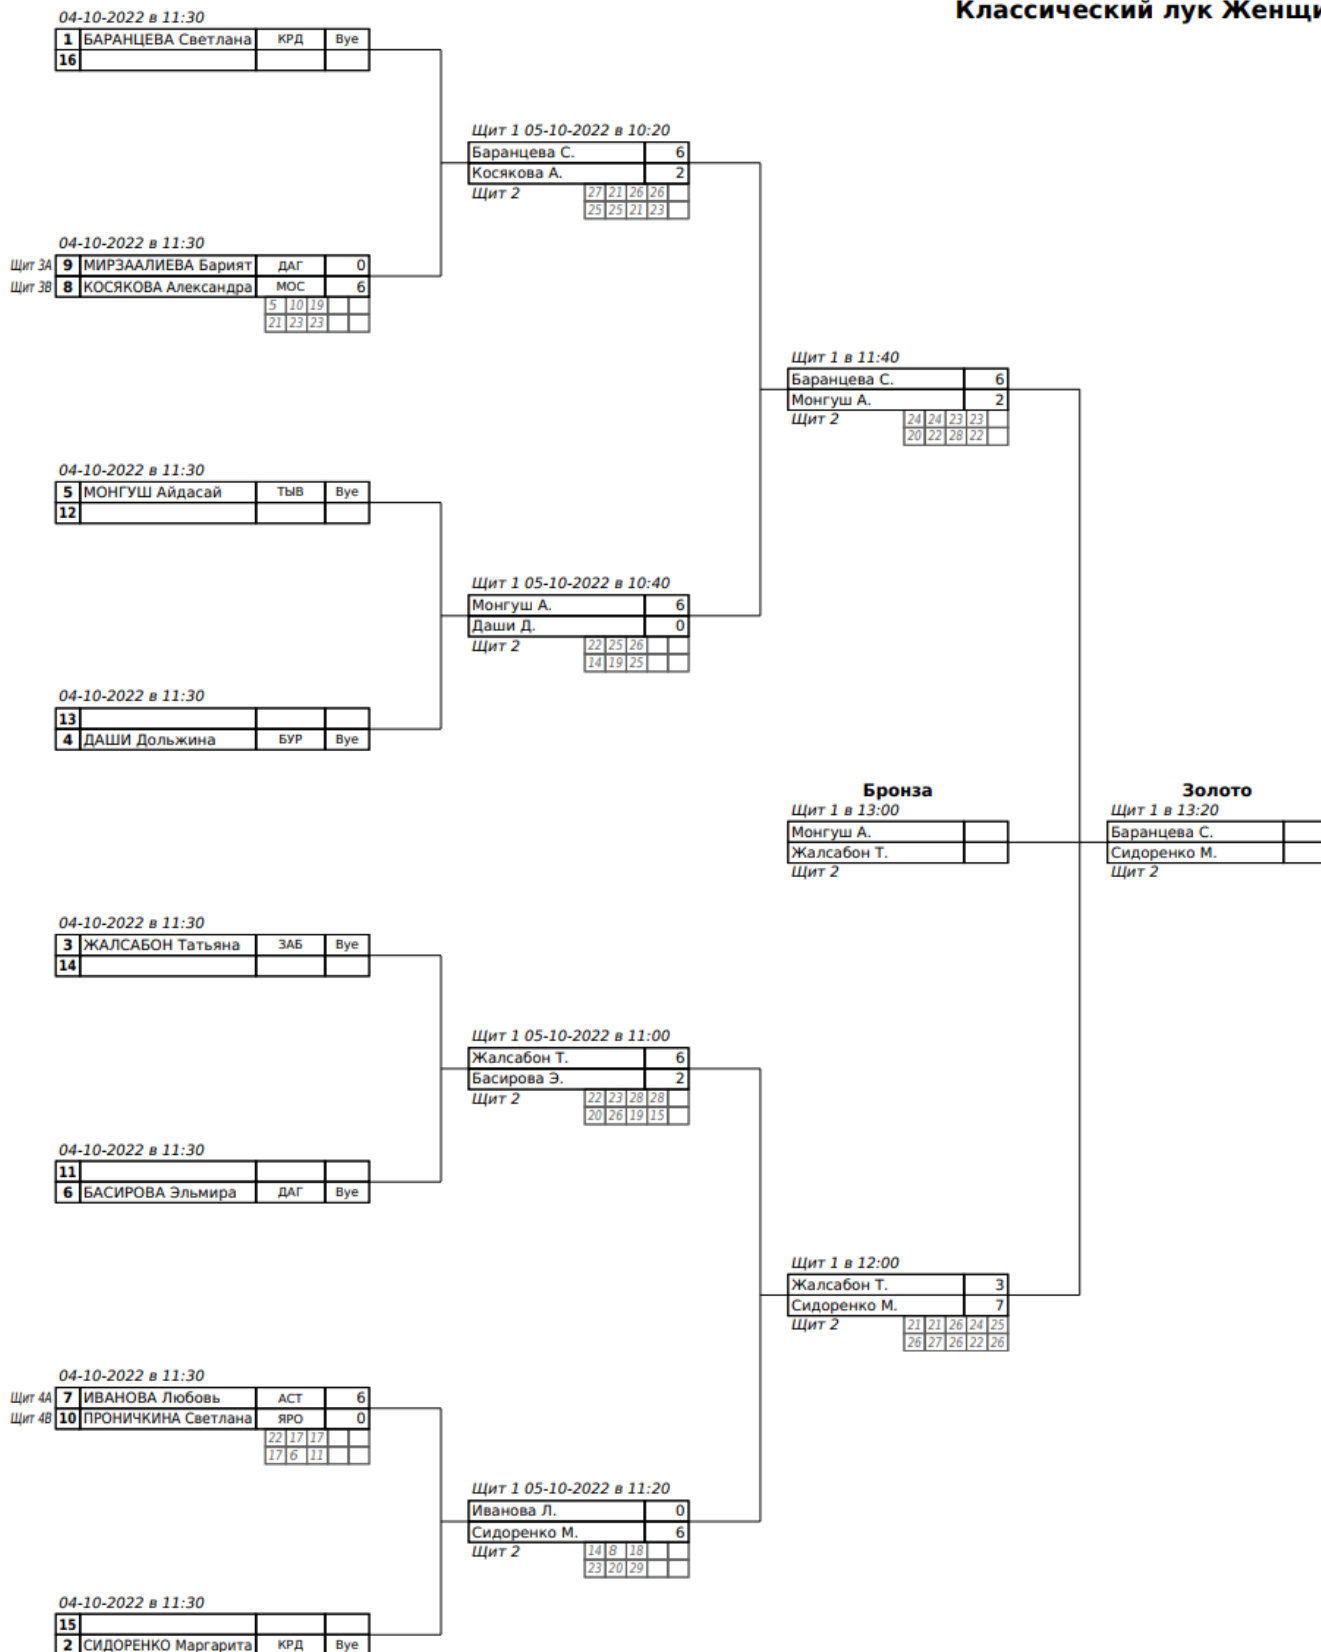 Классический лук Женщи
04-10-2022 в 11:30
1 БАРАНЦЕВА Светлана КРД Bye
16
Щит 1 05-10-2022 в 10:20
Баранцева С. 6
Косякова А. 2
Щит 2 27 21 26 26
25 25 21 23
04-10-2022 в 11:30
Щит 3A 9 МИРЗААЛИЕВА Барият ДАГ 0
Щит 3B 8 КОСЯКОВА Александра МОС 6
5 10 19
21 23 23
Щит 1 в 11:40
Баранцева С. 6
Монгуш А. 2
Щит 2 24 24 23 23
20 22 28 22
04-10-2022 в 11:30
5 МОНГУШ Айдасай ТЫВ Bye
12
Щит 1 05-10-2022 в 10:40
Монгуш А. 6
Даши Д. 0
Щит 2 22 25 26
14 19 25
04-10-2022 в 11:30
13
4 ДАШИ Дольжина БУР Bye
Бронза
Щит 1 в 13:00
Монгуш А.
Жалсабон Т.
Щит 2
Золото
Щит 1 в 13:20
Баранцева С.
Сидоренко М.
Щит 2
04-10-2022 в 11:30
3 ЖАЛСАБОН Татьяна ЗАБ Bye
14
Щит 1 05-10-2022 в 11:00
Жалсабон Т. 6
Басирова Э. 2
Щит 2 22 23 28 28
20 26 19 15
04-10-2022 в 11:30
11
6 БАСИРОВА Эльмира ДАГ Bye
Щит 1 в 12:00
Жалсабон Т. 3
Сидоренко М. 7
Щит 2 21 21 26 24 25
26 27 26 22 26
04-10-2022 в 11:30
Щит 4A 7 ИВАНОВА Любовь АСТ 6
Щит 4B 10 ПРОНИЧКИНА Светлана ЯРО 0
22 17 17
17 6 11
Щит 1 05-10-2022 в 11:20
Иванова Л. 0
Сидоренко М. 6
Щит 2 14 8 18
23 20 29
04-10-2022 в 11:30
15
2 СИДОРЕНКО Маргарита КРД Bye